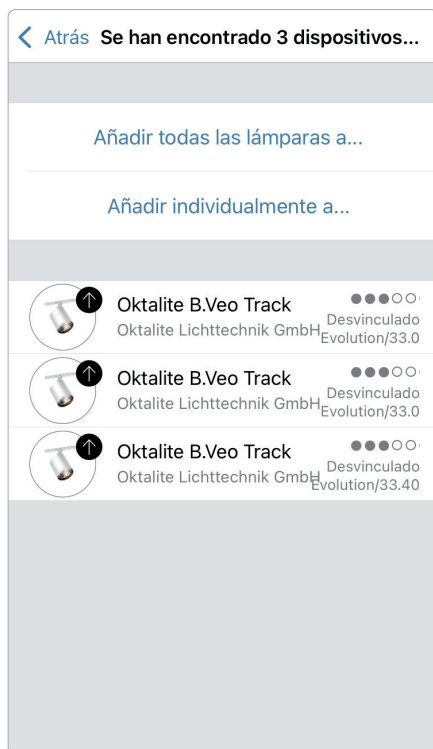 Atrás Se han encontrado 3 dispositivos...
Añadir todas las lámparas a...
Añadir individualmente a...
Oktalite B.Veo Track
Oktalite Lichttechnik GmbH
Desvinculado
Evolution/33.0
Oktalite B.Veo Track
Oktalite Lichttechnik GmbH
Desvinculado
Evolution/33.0
Oktalite B.Veo Track
Oktalite Lichttechnik GmbH
Desvinculado
Evolution/33.40